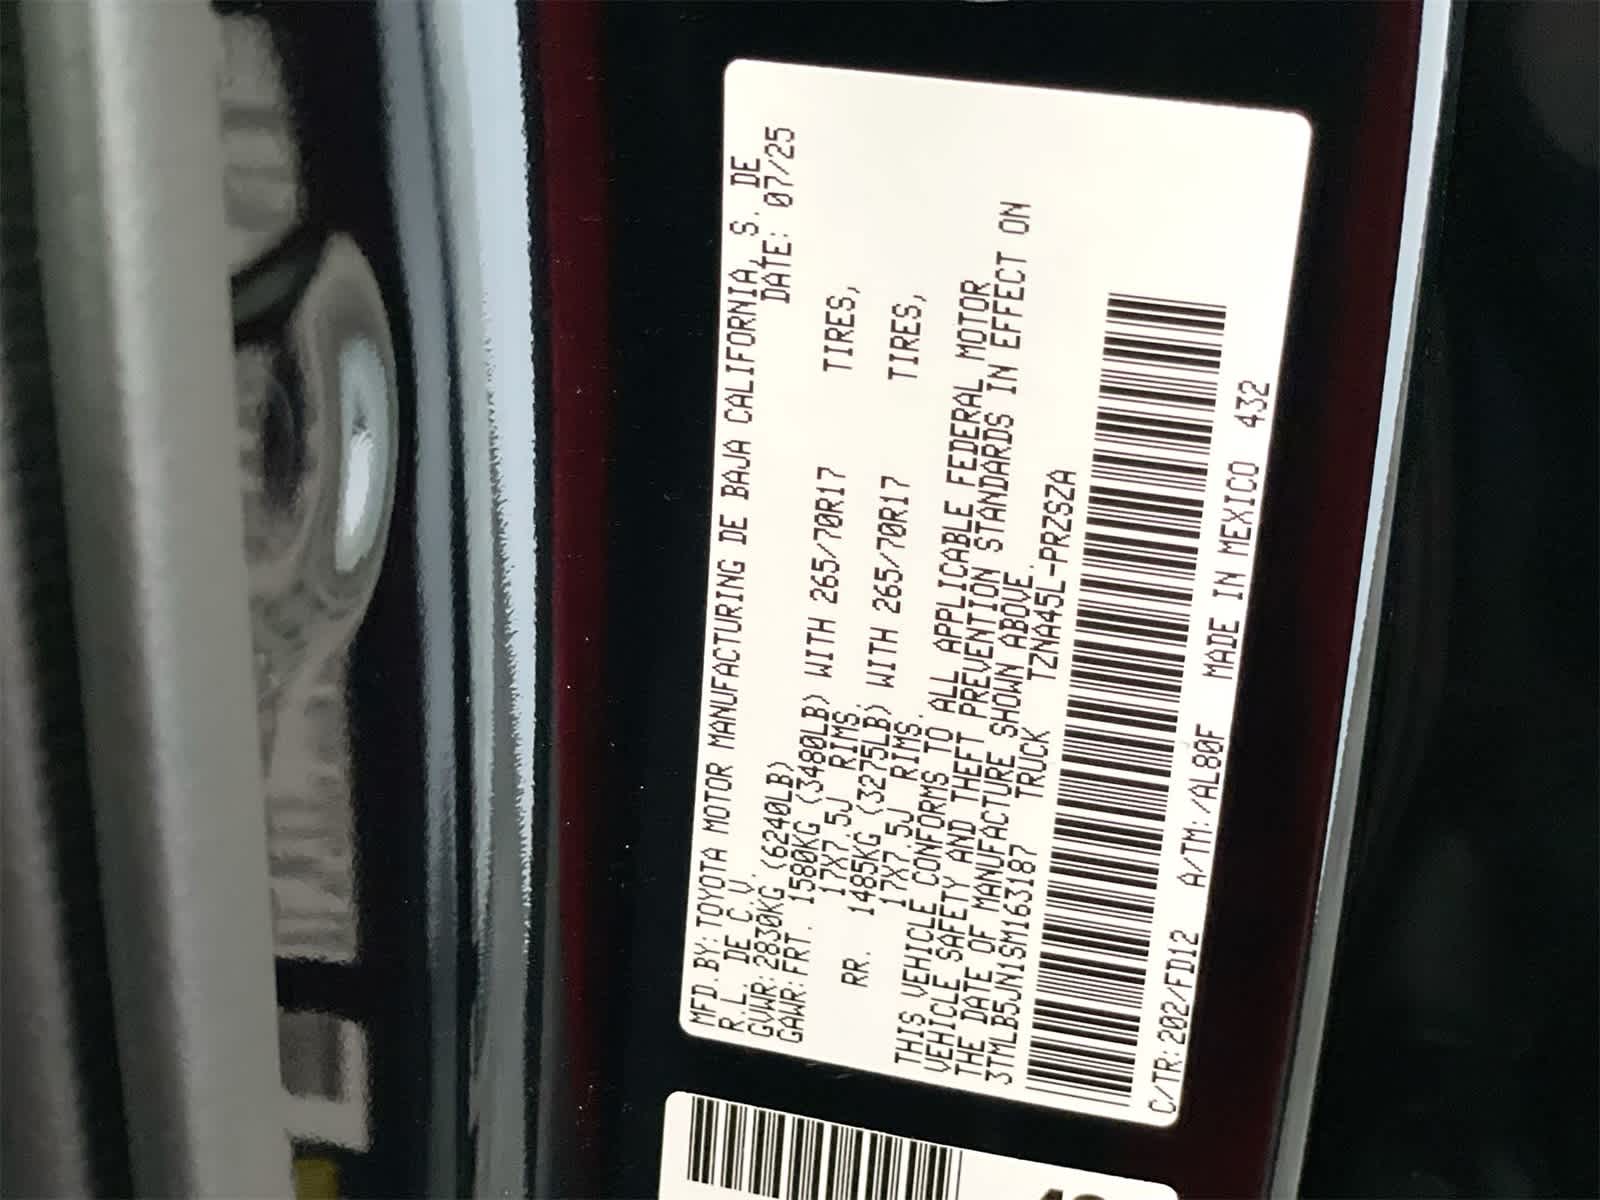 MFD.BY:TOYOTA MOTOR MANUFACTURING DE BAJA CALIFORNIA, S. DE
R.L. DE C.V. DATE: 07/25
GVWR:2830KG (6240LB)
GAWR:FRT. 1580KG (3480LB) WITH 265/70R17 TIRES,
17X7.5J RIMS.
RR. 1485KG (3275LB) WITH 265/70R17 TIRES,
17X7.5J RIMS.
THIS VEHICLE CONFORMS TO ALL APPLICABLE FEDERAL MOTOR
VEHICLE SAFETY AND THEFT PREVENTION STANDARDS IN EFFECT ON
THE DATE OF MANUFACTURE SHOWN ABOVE.
3TMLB5JN1SM163187 TRUCK TZNA45L-PRZSZA
C/TR:202/FD12 A/TM:/AL80F MADE IN MEXICO 432